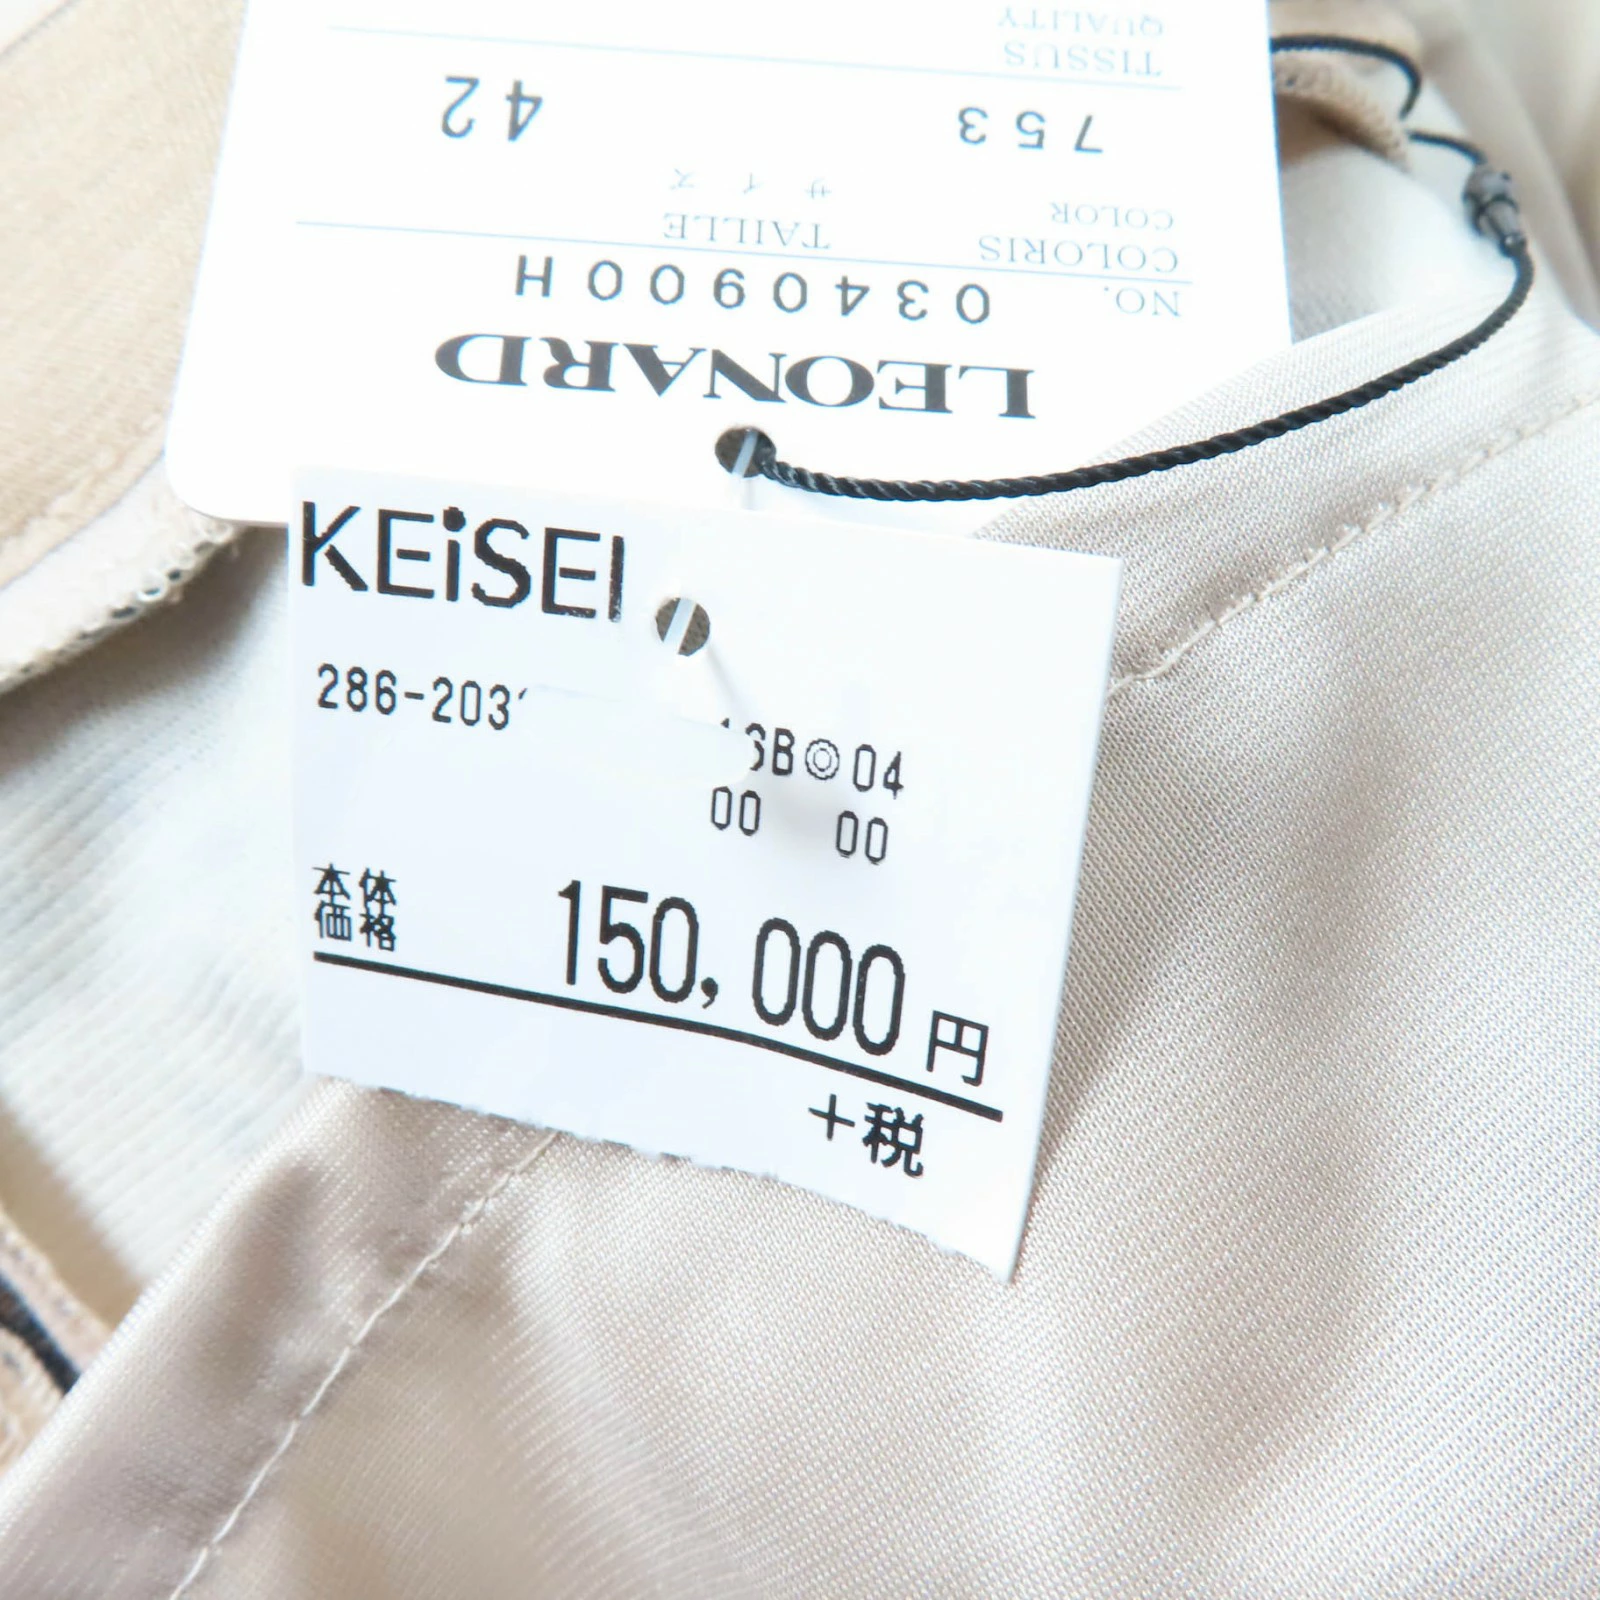 LEONARD
NO. 0340900H
COLORIS TAILLE
COLOR サイズ
753 42
TISSUS
QUALITY
KEiSEI
286-203
6B◎04
00 00
本体
価格 150,000円
+税